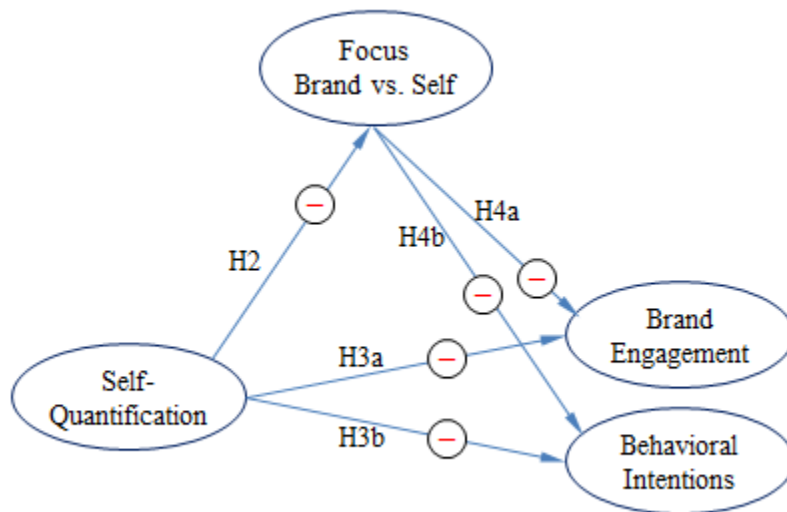 Focus
Brand vs. Self
−
H4a
H4b
H2
−
−
Brand
Engagement
H3a
−
Self-
Quantification
H3b
−
Behavioral
Intentions